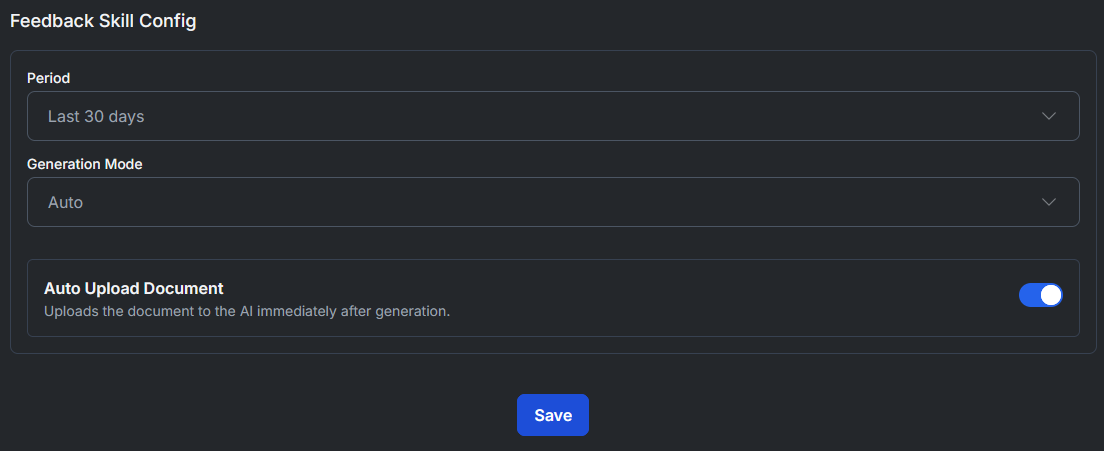 Feedback Skill Config
Period
Last 30 days
Generation Mode
Auto
Auto Upload Document
Uploads the document to the AI immediately after generation.
Save